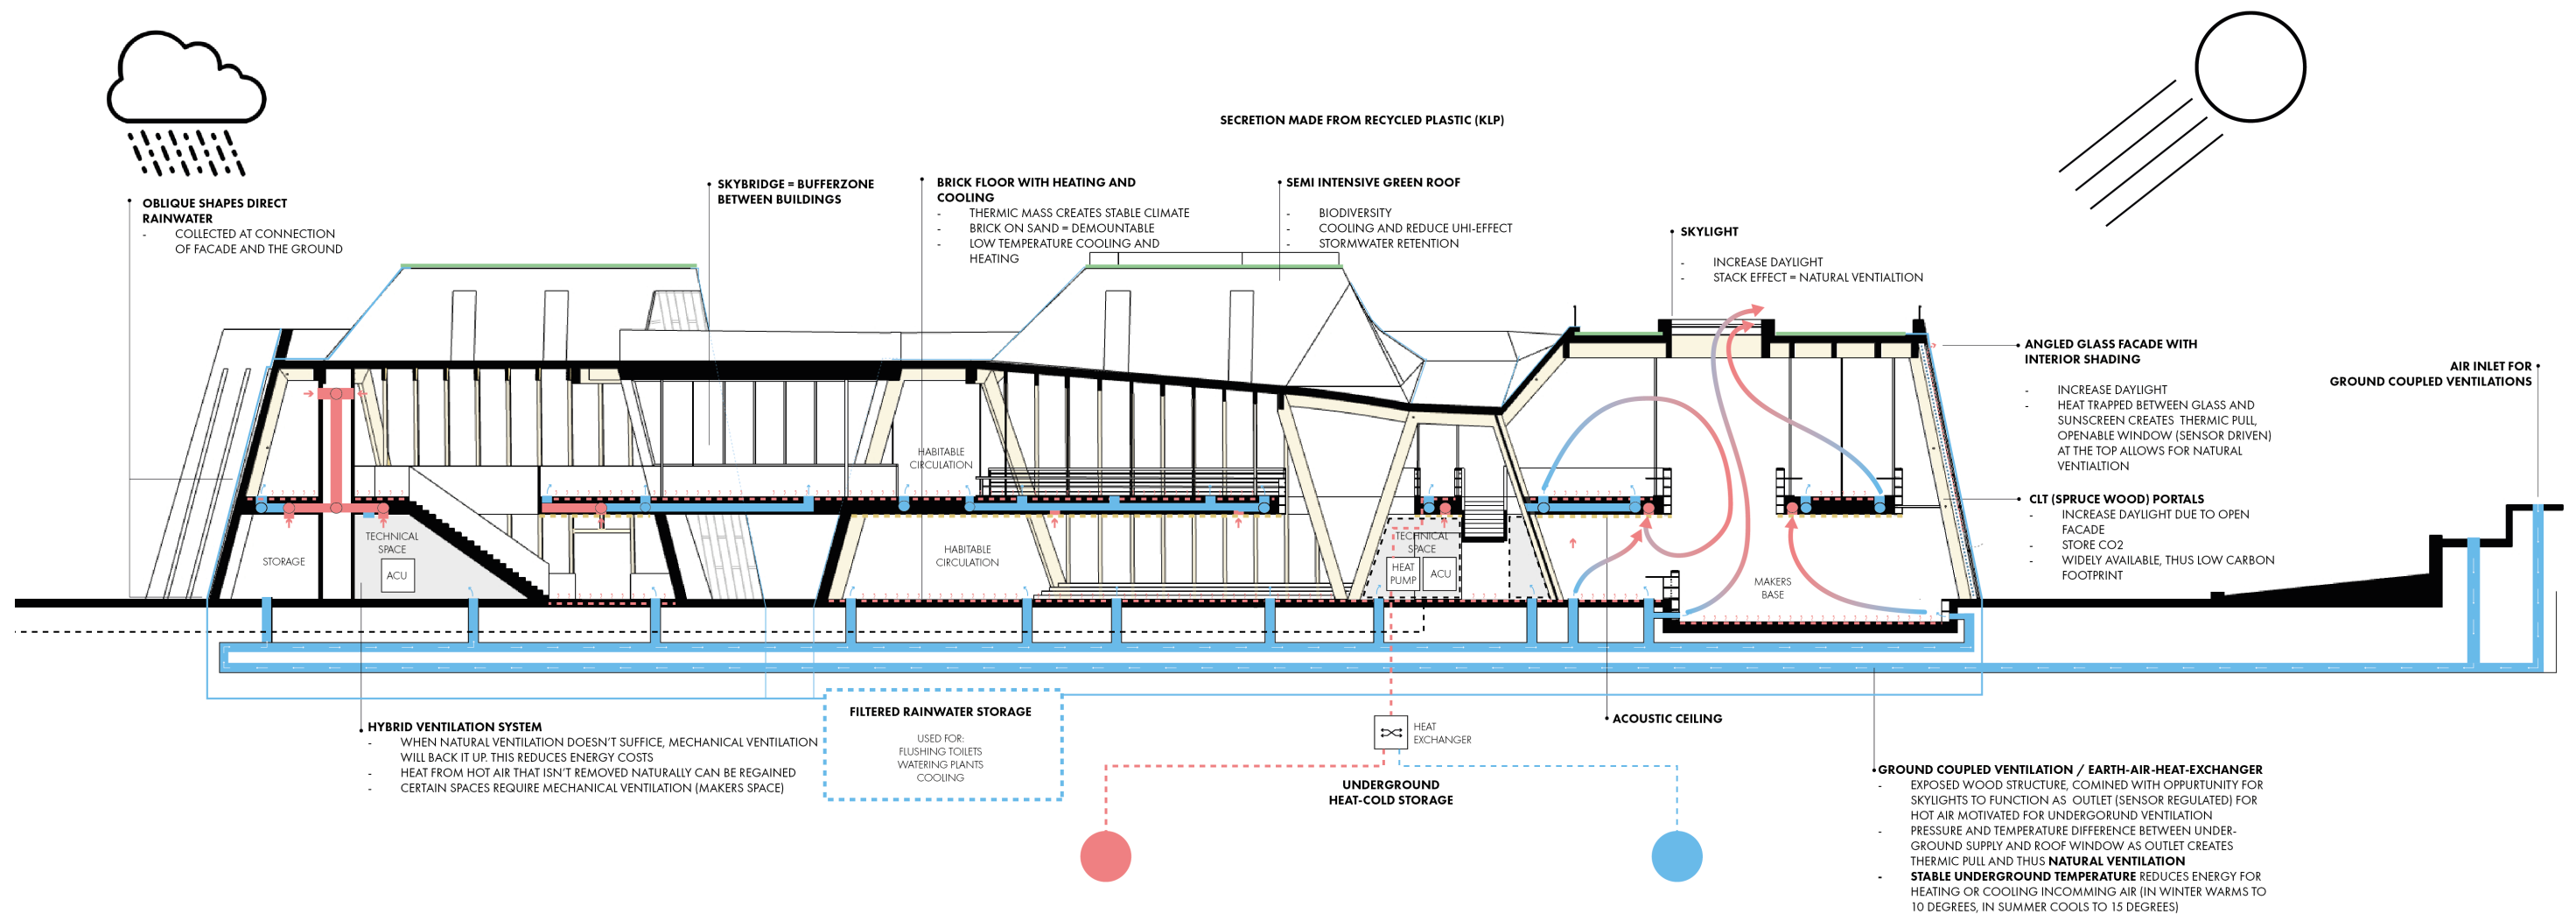 SECRETION MADE FROM RECYCLED PLASTIC (KLP)
OBLIQUE SHAPES DIRECT
RAINWATER
- COLLECTED AT CONNECTION
OF FACADE AND THE GROUND
SKYBRIDGE = BUFFERZONE
BETWEEN BUILDINGS
BRICK FLOOR WITH HEATING AND
COOLING
- THERMIC MASS CREATES STABLE CLIMATE
- BRICK ON SAND = DEMOUNTABLE
- LOW TEMPERATURE COOLING AND
HEATING
SEMI INTENSIVE GREEN ROOF
- BIODIVERSITY
- COOLING AND REDUCE UHI-EFFECT
- STORMWATER RETENTION
SKYLIGHT
- INCREASE DAYLIGHT
- STACK EFFECT = NATURAL VENTIALTION
ANGLED GLASS FACADE WITH
INTERIOR SHADING
- INCREASE DAYLIGHT
- HEAT TRAPPED BETWEEN GLASS AND
SUNSCREEN CREATES THERMIC PULL,
OPENABLE WINDOW (SENSOR DRIVEN)
AT THE TOP ALLOWS FOR NATURAL
VENTIALTION
AIR INLET FOR
GROUND COUPLED VENTILATIONS
CLT (SPRUCE WOOD) PORTALS
- INCREASE DAYLIGHT DUE TO OPEN
FACADE
- STORE CO2
- WIDELY AVAILABLE, THUS LOW CARBON
FOOTPRINT
HABITABLE
CIRCULATION
STORAGE
TECHNICAL
SPACE
ACU
HABITABLE
CIRCULATION
TECHNICAL
SPACE
HEAT
PUMP
ACU
MAKERS
BASE
HYBRID VENTILATION SYSTEM
- WHEN NATURAL VENTILATION DOESN'T SUFFICE, MECHANICAL VENTILATION
WILL BACK IT UP. THIS REDUCES ENERGY COSTS
- HEAT FROM HOT AIR THAT ISN'T REMOVED NATURALLY CAN BE REGAINED
- CERTAIN SPACES REQUIRE MECHANICAL VENTILATION (MAKERS SPACE)
FILTERED RAINWATER STORAGE
USED FOR:
FLUSHING TOILETS
WATERING PLANTS
COOLING
HEAT
EXCHANGER
UNDERGROUND
HEAT-COLD STORAGE
ACOUSTIC CEILING
GROUND COUPLED VENTILATION / EARTH-AIR-HEAT-EXCHANGER
- EXPOSED WOOD STRUCTURE, COMINED WITH OPPURTUNITY FOR
SKYLIGHTS TO FUNCTION AS OUTLET (SENSOR REGULATED) FOR
HOT AIR MOTIVATED FOR UNDERGORUND VENTILATION
- PRESSURE AND TEMPERATURE DIFFERENCE BETWEEN UNDER-
GROUND SUPPLY AND ROOF WINDOW AS OUTLET CREATES
THERMIC PULL AND THUS NATURAL VENTILATION
- STABLE UNDERGROUND TEMPERATURE REDUCES ENERGY FOR
HEATING OR COOLING INCOMMING AIR (IN WINTER WARMS TO
10 DEGREES, IN SUMMER COOLS TO 15 DEGREES)